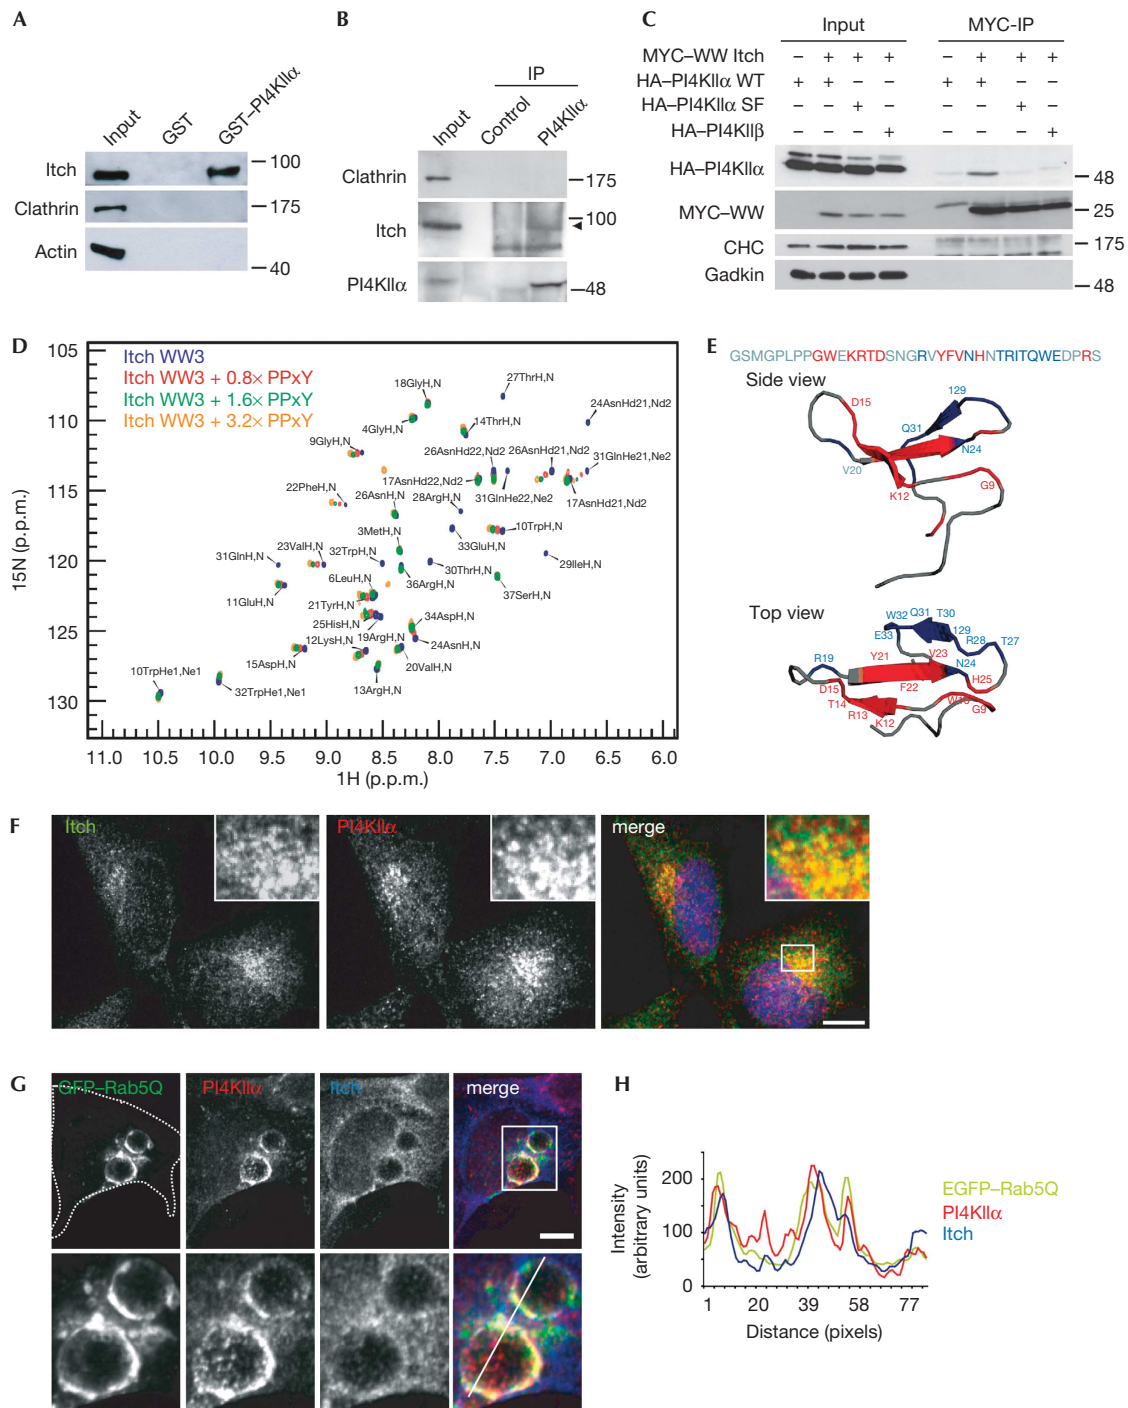 A
Input
GST
GST–PI4KIIα
Itch
100
Clathrin
175
Actin
40
B
IP
Input
Control
PI4KIIα
Clathrin
175
Itch
100
PI4KIIα
48
C
Input
MYC-IP
MYC–WW Itch – + + + – + + +
HA–PI4KIIα WT + + – – + + – –
HA–PI4KIIα SF – – + – – – + –
HA–PI4KIIβ – – – + – – – +
HA–PI4KIIα
48
MYC–WW
25
CHC
175
Gadkin
48
D
Itch WW3
Itch WW3 + 0.8× PPxY
Itch WW3 + 1.6× PPxY
Itch WW3 + 3.2× PPxY
15N (p.p.m.)
105
110
115
120
125
130
27ThrH,N
18GlyH,N
24AsnHd21,Nd2
4GlyH,N
14ThrH,N
9GlyH,N
26AsnHd22,Nd2
26AsnHd21,Nd2
31GlnHe21,Ne2
17AsnHd22,Nd2
31GlnHe22,Ne2
17AsnHd21,Nd2
22PheH,N
26AsnH,N
28ArgH,N
3MetH,N
10TrpH,N
33GluH,N
23ValH,N
32TrpH,N
31GlnH,N
30ThrH,N
29IleH,N
6LeuH,N
36ArgH,N
37SerH,N
11GluH,N
21TyrH,N
25HisH,N
34AspH,N
19ArgH,N
12LysH,N
24AsnH,N
15AspH,N
20ValH,N
10TrpHe1,Ne1
32TrpHe1,Ne1
13ArgH,N
11.0 10.5 9.5 9.0 8.5 8.0 7.5 7.0 6.5 6.0
1H (p.p.m.)
E
GSMGPLPPGWEKRTDSNGRVYFVNHNTRITQWEDPRS
Side view
D15
129
Q31
N24
V20
K12
G9
Top view
W32
Q31
T30
E33
129
R28
T27
R19
Y21
V23
N24
D15
F22
H25
T14
W10
R13
K12
G9
F
Itch
PI4KIIα
merge
G
GFP–Rab5Q
PI4KIIα
Itch
merge
H
Intensity
(arbitrary units)
200
100
0
1 20 39 58 77
Distance (pixels)
EGFP–Rab5Q
PI4KIIα
Itch